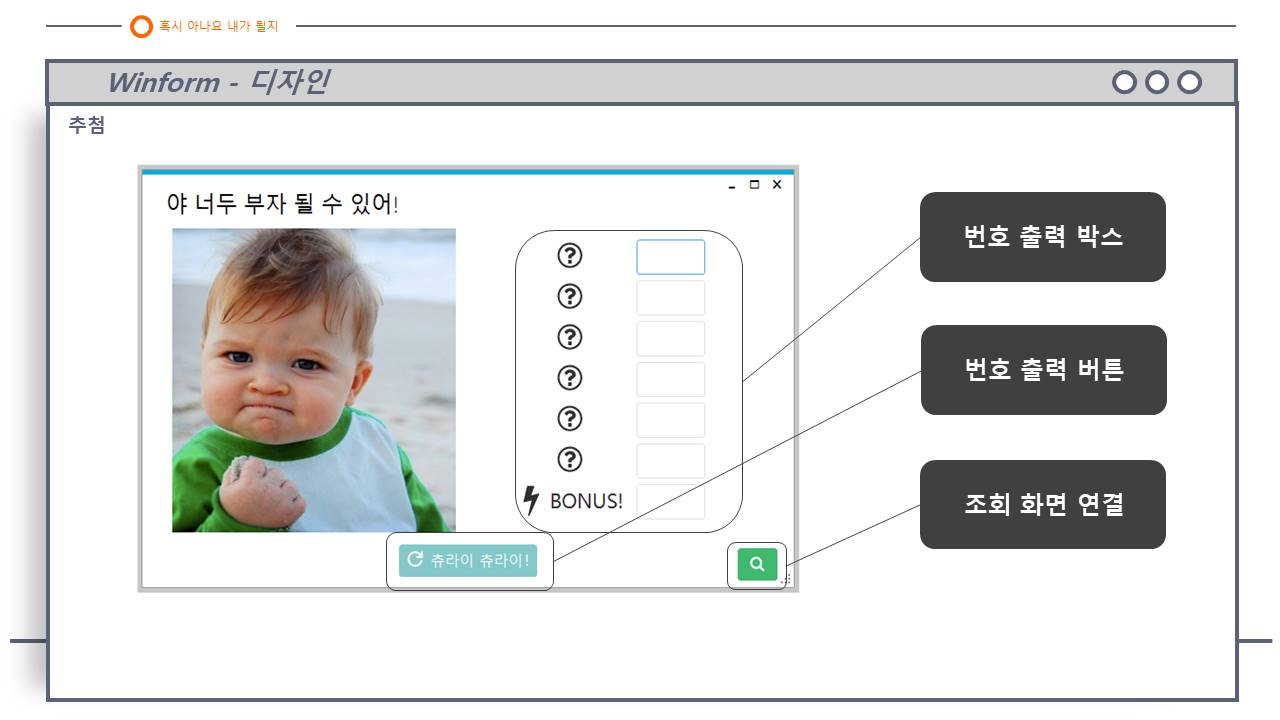 혹시 아나요 내가 될지
Winform - 디자인
추첨
야 너두 부자 될 수 있어!
BONUS!
츄라이 츄라이!
번호 출력 박스
번호 출력 버튼
조회 화면 연결